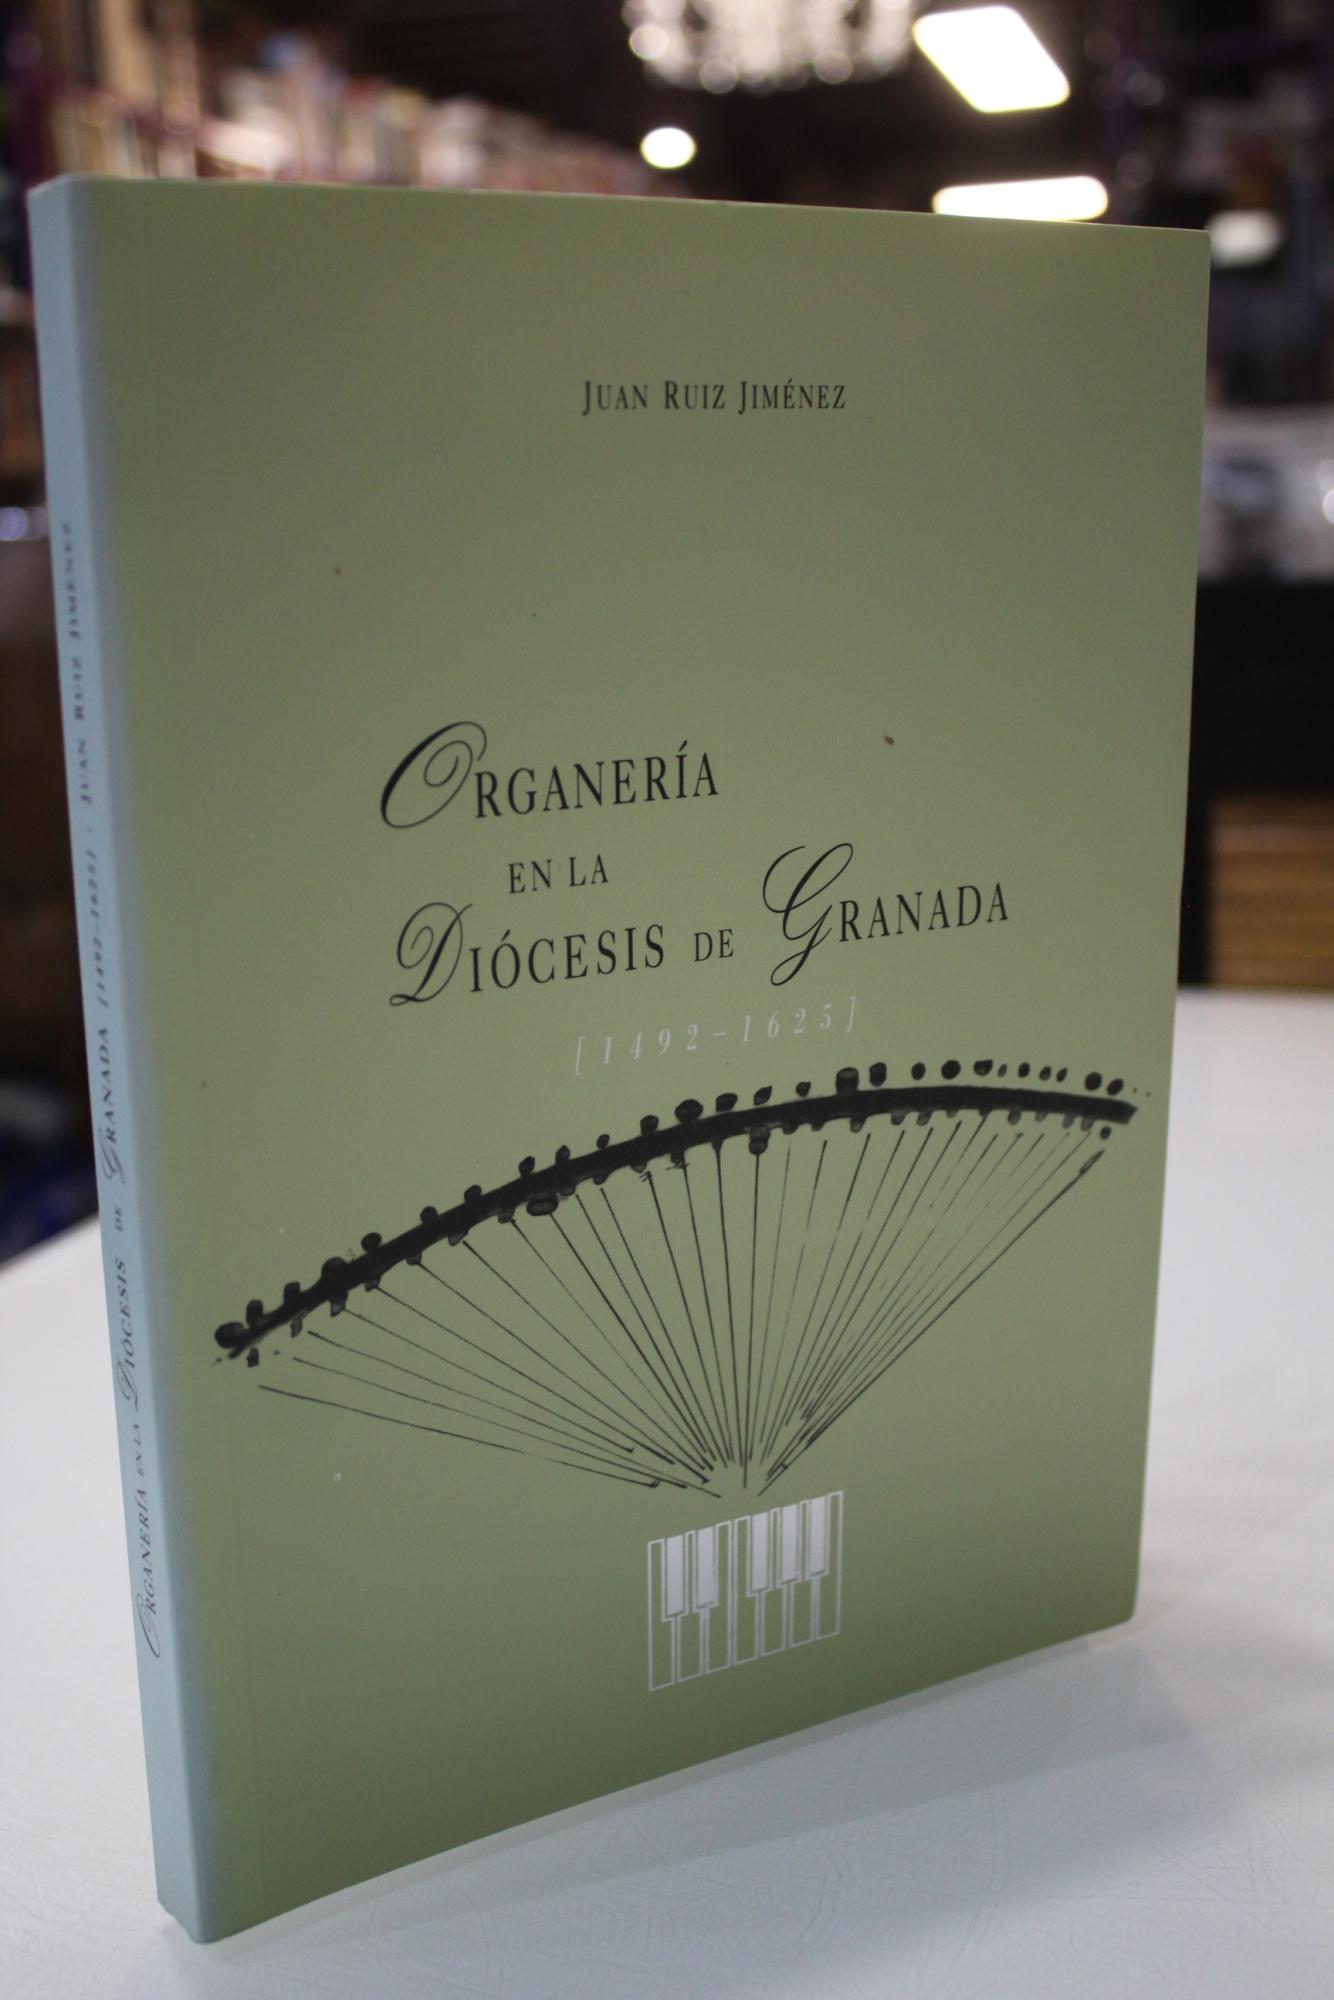 JUAN RUIZ JIMÉNEZ
ORGANERÍA
EN LA
DIÓCESIS DE GRANADA
[1492-1625]
ORGANERÍA EN LA DIÓCESIS DE GRANADA [1492-1625] · JUAN RUIZ JIMÉNEZ